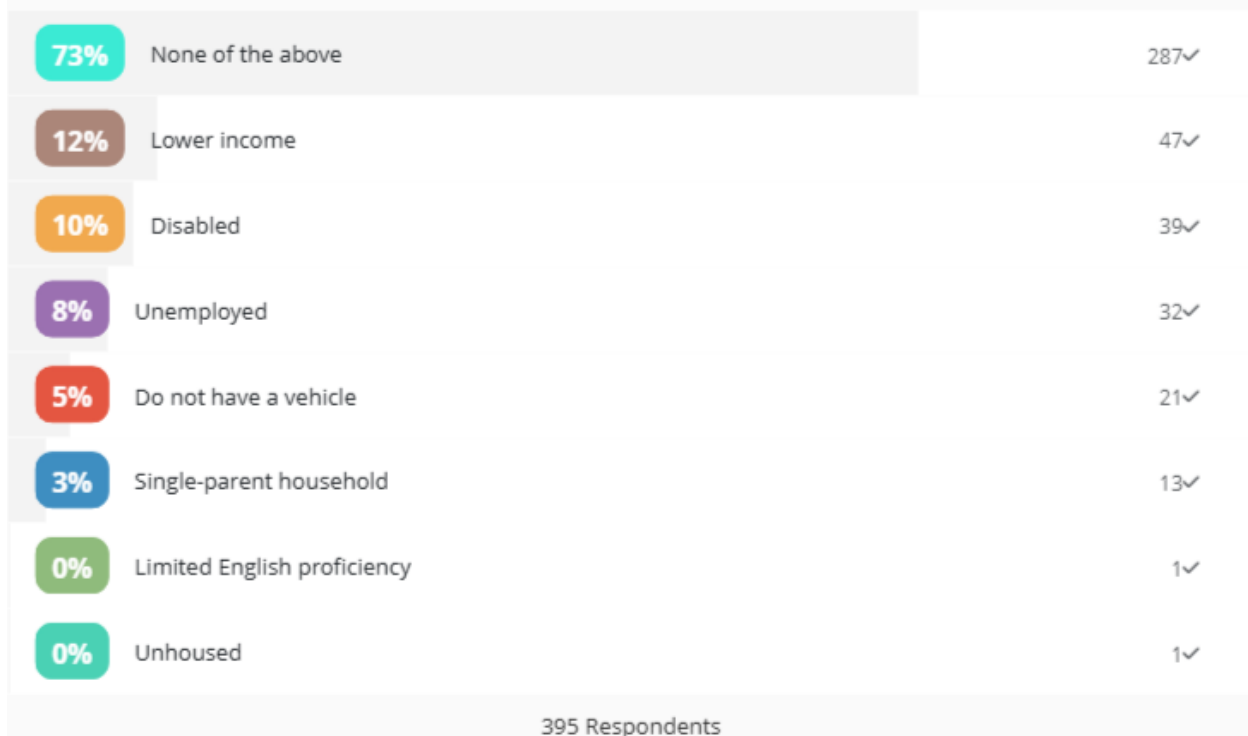 73% None of the above 287✓
12% Lower income 47✓
10% Disabled 39✓
8% Unemployed 32✓
5% Do not have a vehicle 21✓
3% Single-parent household 13✓
0% Limited English proficiency 1✓
0% Unhoused 1✓
395 Respondents